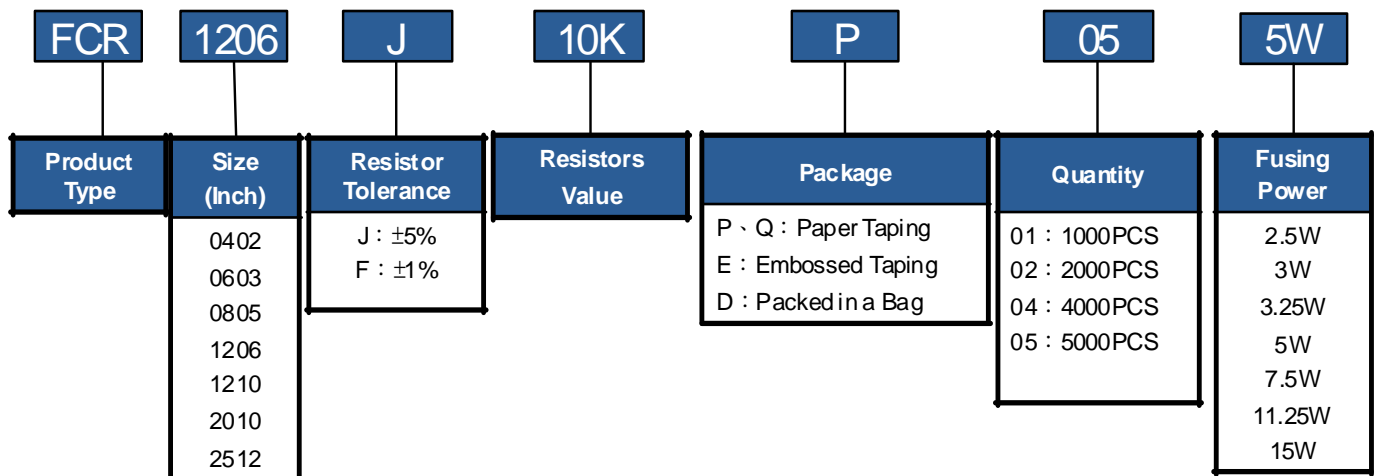 FCR 1206 J 10K P 05 5W
Product
Type
Size
(Inch)
0402
0603
0805
1206
1210
2010
2512
Resistor
Tolerance
J：±5%
F：±1%
Resistors
Value
Package
P、Q：Paper Taping
E：Embossed Taping
D：Packed in a Bag
Quantity
01：1000PCS
02：2000PCS
04：4000PCS
05：5000PCS
Fusing
Power
2.5W
3W
3.25W
5W
7.5W
11.25W
15W